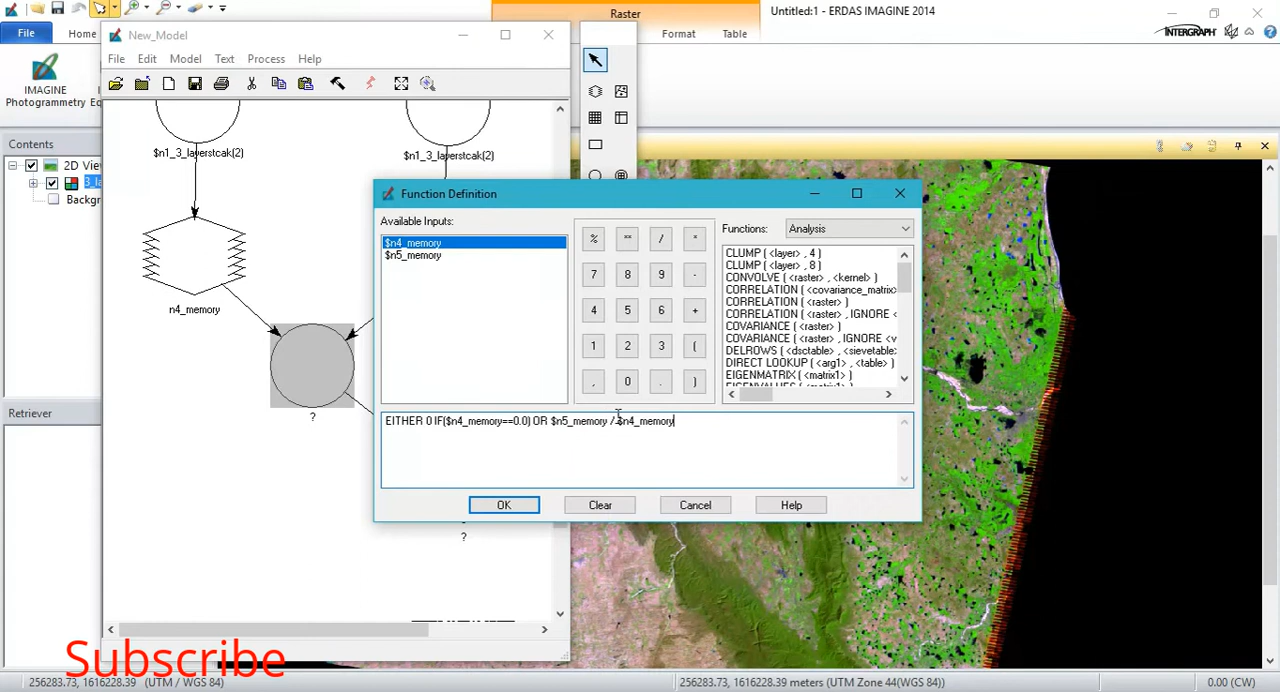 Raster
Untitled:1 - ERDAS IMAGINE 2014
File
Home
Format
Table
INTERGRAPH
New_Model
File Edit Model Text Process Help
IMAGINE
Photogrammetry
Contents
2D View
3_la
Backgr
Retriever
$n1_3_layerstcak(2)
$n1_3_layerstcak(2)
n4_memory
?
?
Function Definition
Available Inputs:
$n4_memory
$n5_memory
% ** / *
7 8 9 -
4 5 6 +
1 2 3 (
, 0 . )
Functions:
Analysis
CLUMP ( <layer> , 4 )
CLUMP ( <layer> , 8 )
CONVOLVE ( <raster> , <kernel> )
CORRELATION ( <covariance_matrix>
CORRELATION ( <raster> )
CORRELATION ( <raster> , IGNORE <
COVARIANCE ( <raster> )
COVARIANCE ( <raster> , IGNORE <v
DELROWS ( <dsctable> , <sievetable>
DIRECT LOOKUP ( <arg1> , <table> )
EIGENMATRIX ( <matrix1> )
EIGENVALUES ( <matrix1> )
EITHER 0 IF($n4_memory==0.0) OR $n5_memory / $n4_memory
OK
Clear
Cancel
Help
Subscribe
256283.73, 1616228.39 (UTM / WGS 84)
256283.73, 1616228.39 meters (UTM Zone 44(WGS 84))
0.00 (CW)